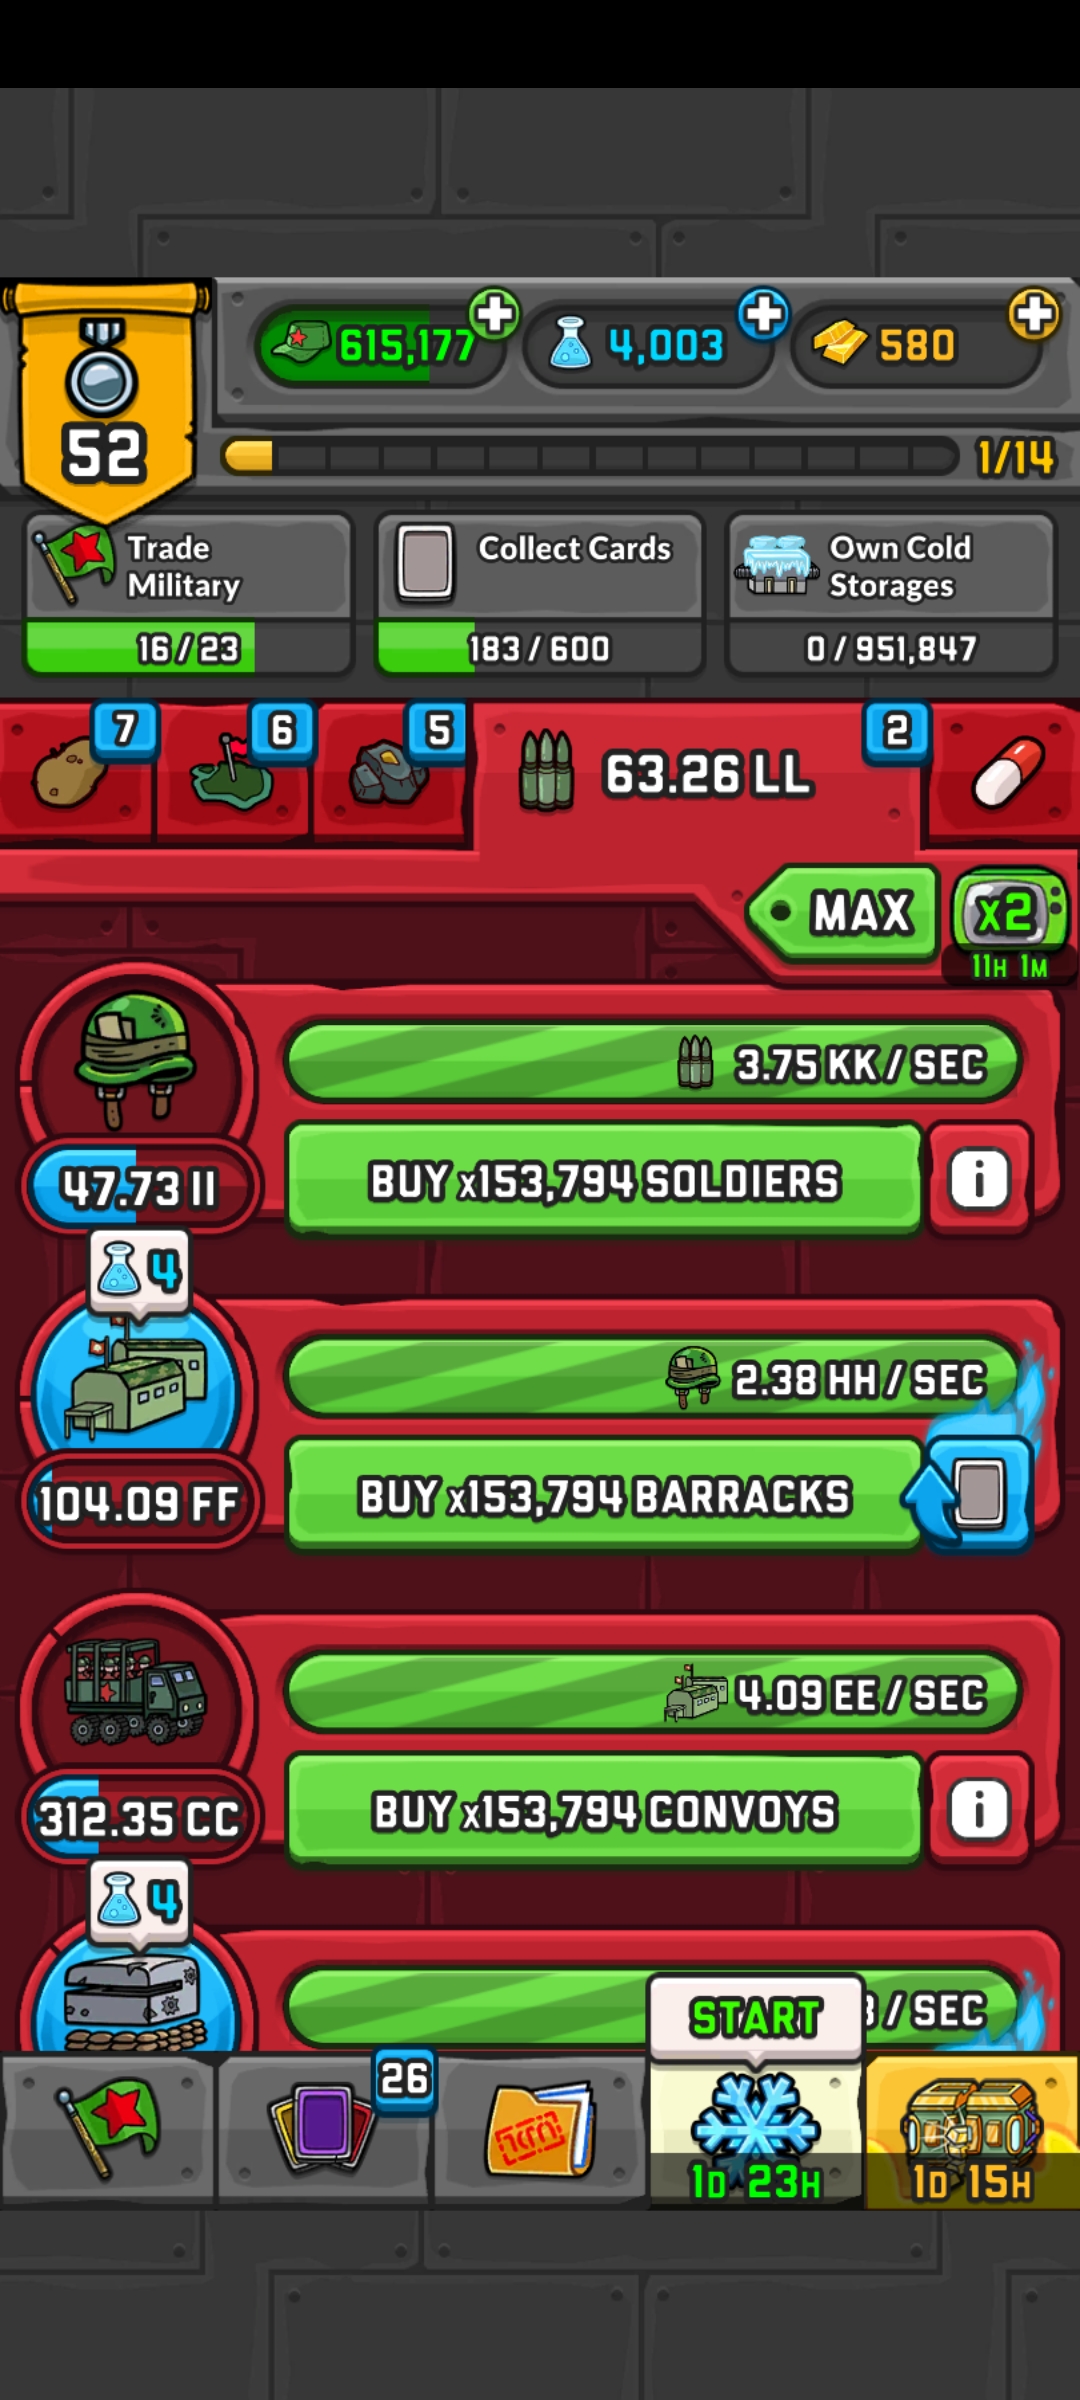 615,177
4,003
580
52
1/14
Trade
Military
Collect Cards
Own Cold
Storages
16/23
183/600
0/951,847
7
6
5
63.26 LL
2
MAX
x2
11H 1M
3.75 KK/SEC
47.73 II
BUY x153,794 SOLDIERS
4
2.38 HH/SEC
104.09 FF
BUY x153,794 BARRACKS
4.09 EE/SEC
312.35 CC
BUY x153,794 CONVOYS
4
/SEC
START
26
1D 23H
1D 15H